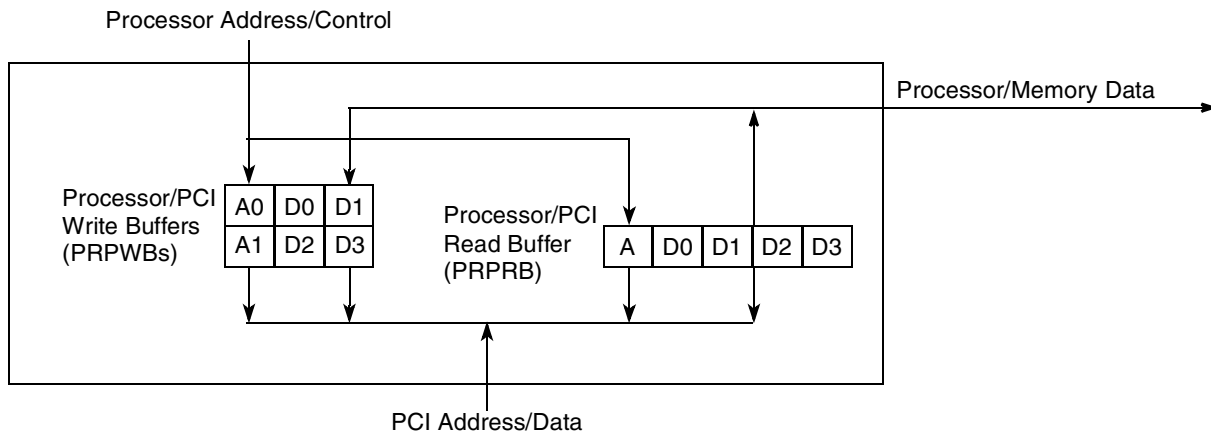 Processor Address/Control
Processor/Memory Data
Processor/PCI
Write Buffers
(PRPWBs)
A0 D0 D1
A1 D2 D3
Processor/PCI
Read Buffer
(PRPRB)
A D0 D1 D2 D3
PCI Address/Data